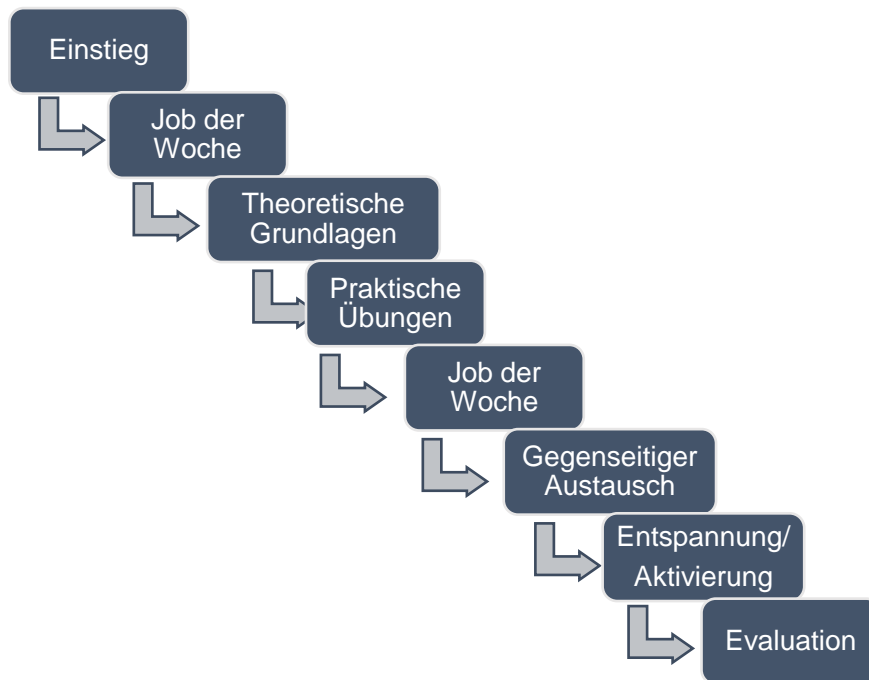 Einstieg
Job der
Woche
Theoretische
Grundlagen
Praktische
Übungen
Job der
Woche
Gegenseitiger
Austausch
Entspannung/
Aktivierung
Evaluation